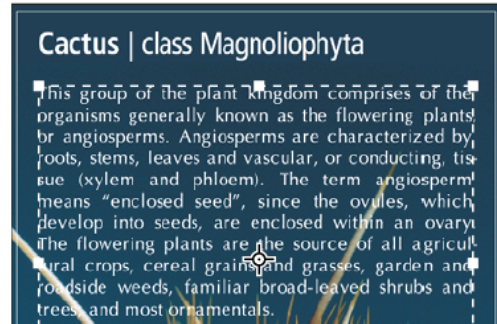 Cactus | class Magnoliophyta
This group of the plant kingdom comprises of the
organisms generally known as the flowering plants
or angiosperms. Angiosperms are characterized by
roots, stems, leaves and vascular, or conducting, tis-
sue (xylem and phloem). The term angiosperm
means “enclosed seed”, since the ovules, which
develop into seeds, are enclosed within an ovary.
The flowering plants are the source of all agricul-
tural crops, cereal grains and grasses, garden and
roadside weeds, familiar broad-leaved shrubs and
trees, and most ornamentals.